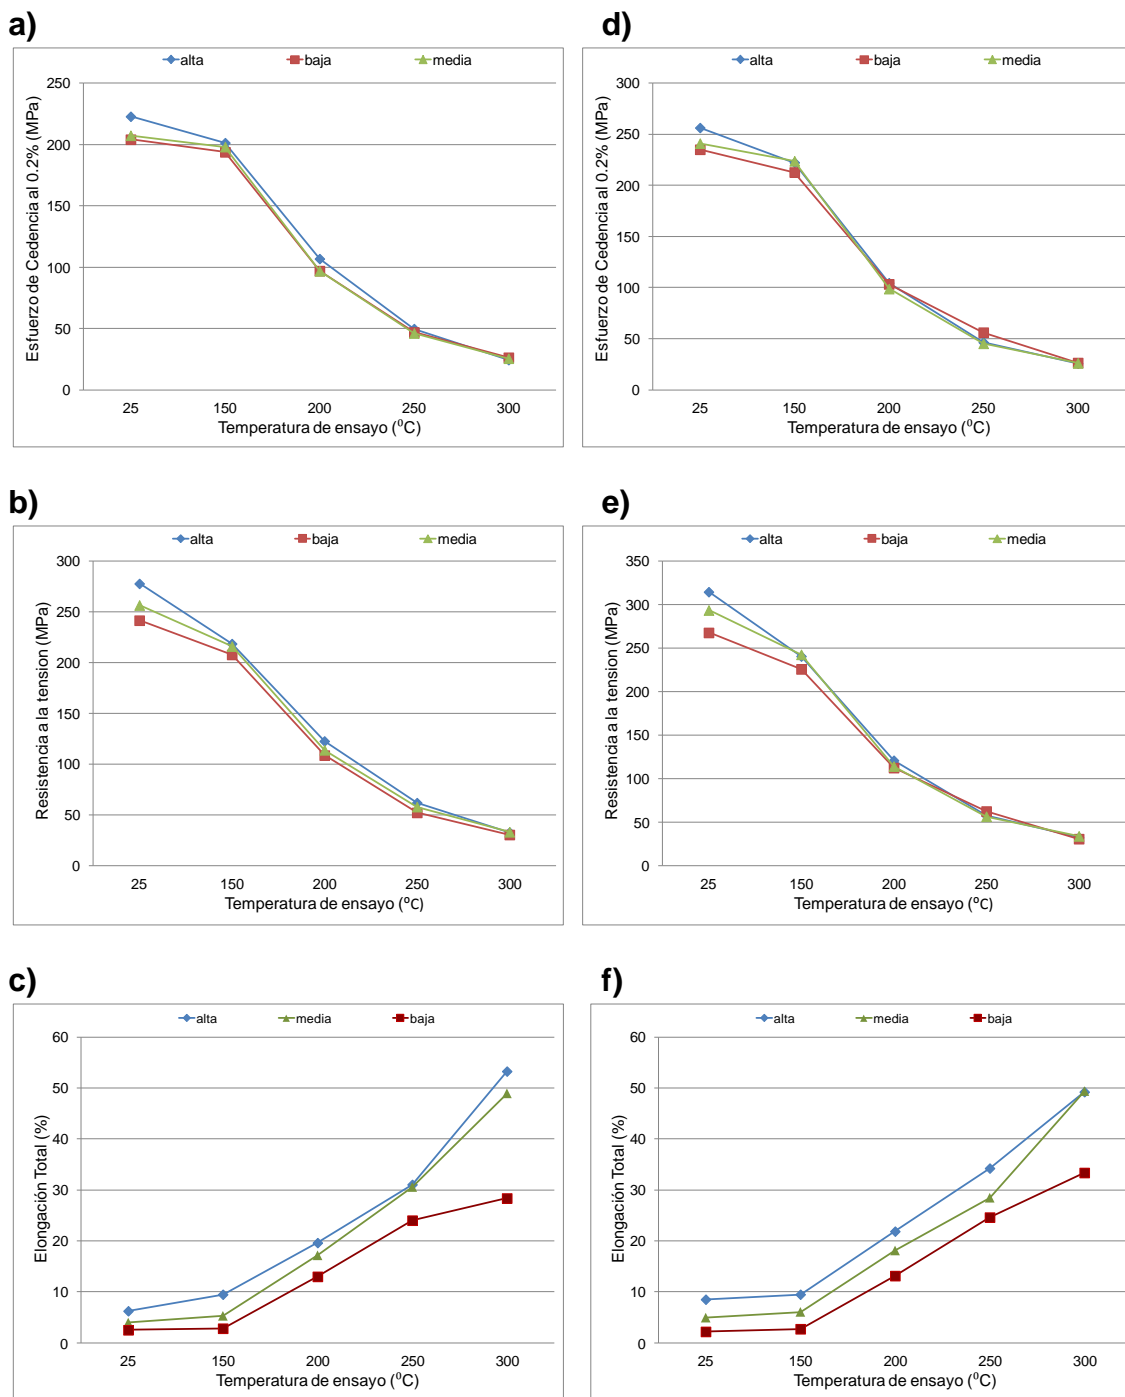 a)
alta baja media
Esfuerzo de Cedencia al 0.2% (MPa)
250
200
150
100
50
0
25 150 200 250 300
Temperatura de ensayo (⁰C)
d)
alta baja media
Esfuerzo de Cedencia al 0.2% (MPa)
300
250
200
150
100
50
0
25 150 200 250 300
Temperatura de ensayo (⁰C)
b)
alta baja media
Resistencia a la tension (MPa)
300
250
200
150
100
50
0
25 150 200 250 300
Temperatura de ensayo (ºC)
e)
alta baja media
Resistencia a la tension (MPa)
350
300
250
200
150
100
50
0
25 150 200 250 300
Temperatura de ensayo (ºC)
c)
alta media baja
Elongación Total (%)
60
50
40
30
20
10
0
25 150 200 250 300
Temperatura de ensayo (⁰C)
f)
alta media baja
Elongación Total (%)
60
50
40
30
20
10
0
25 150 200 250 300
Temperatura de ensayo (⁰C)